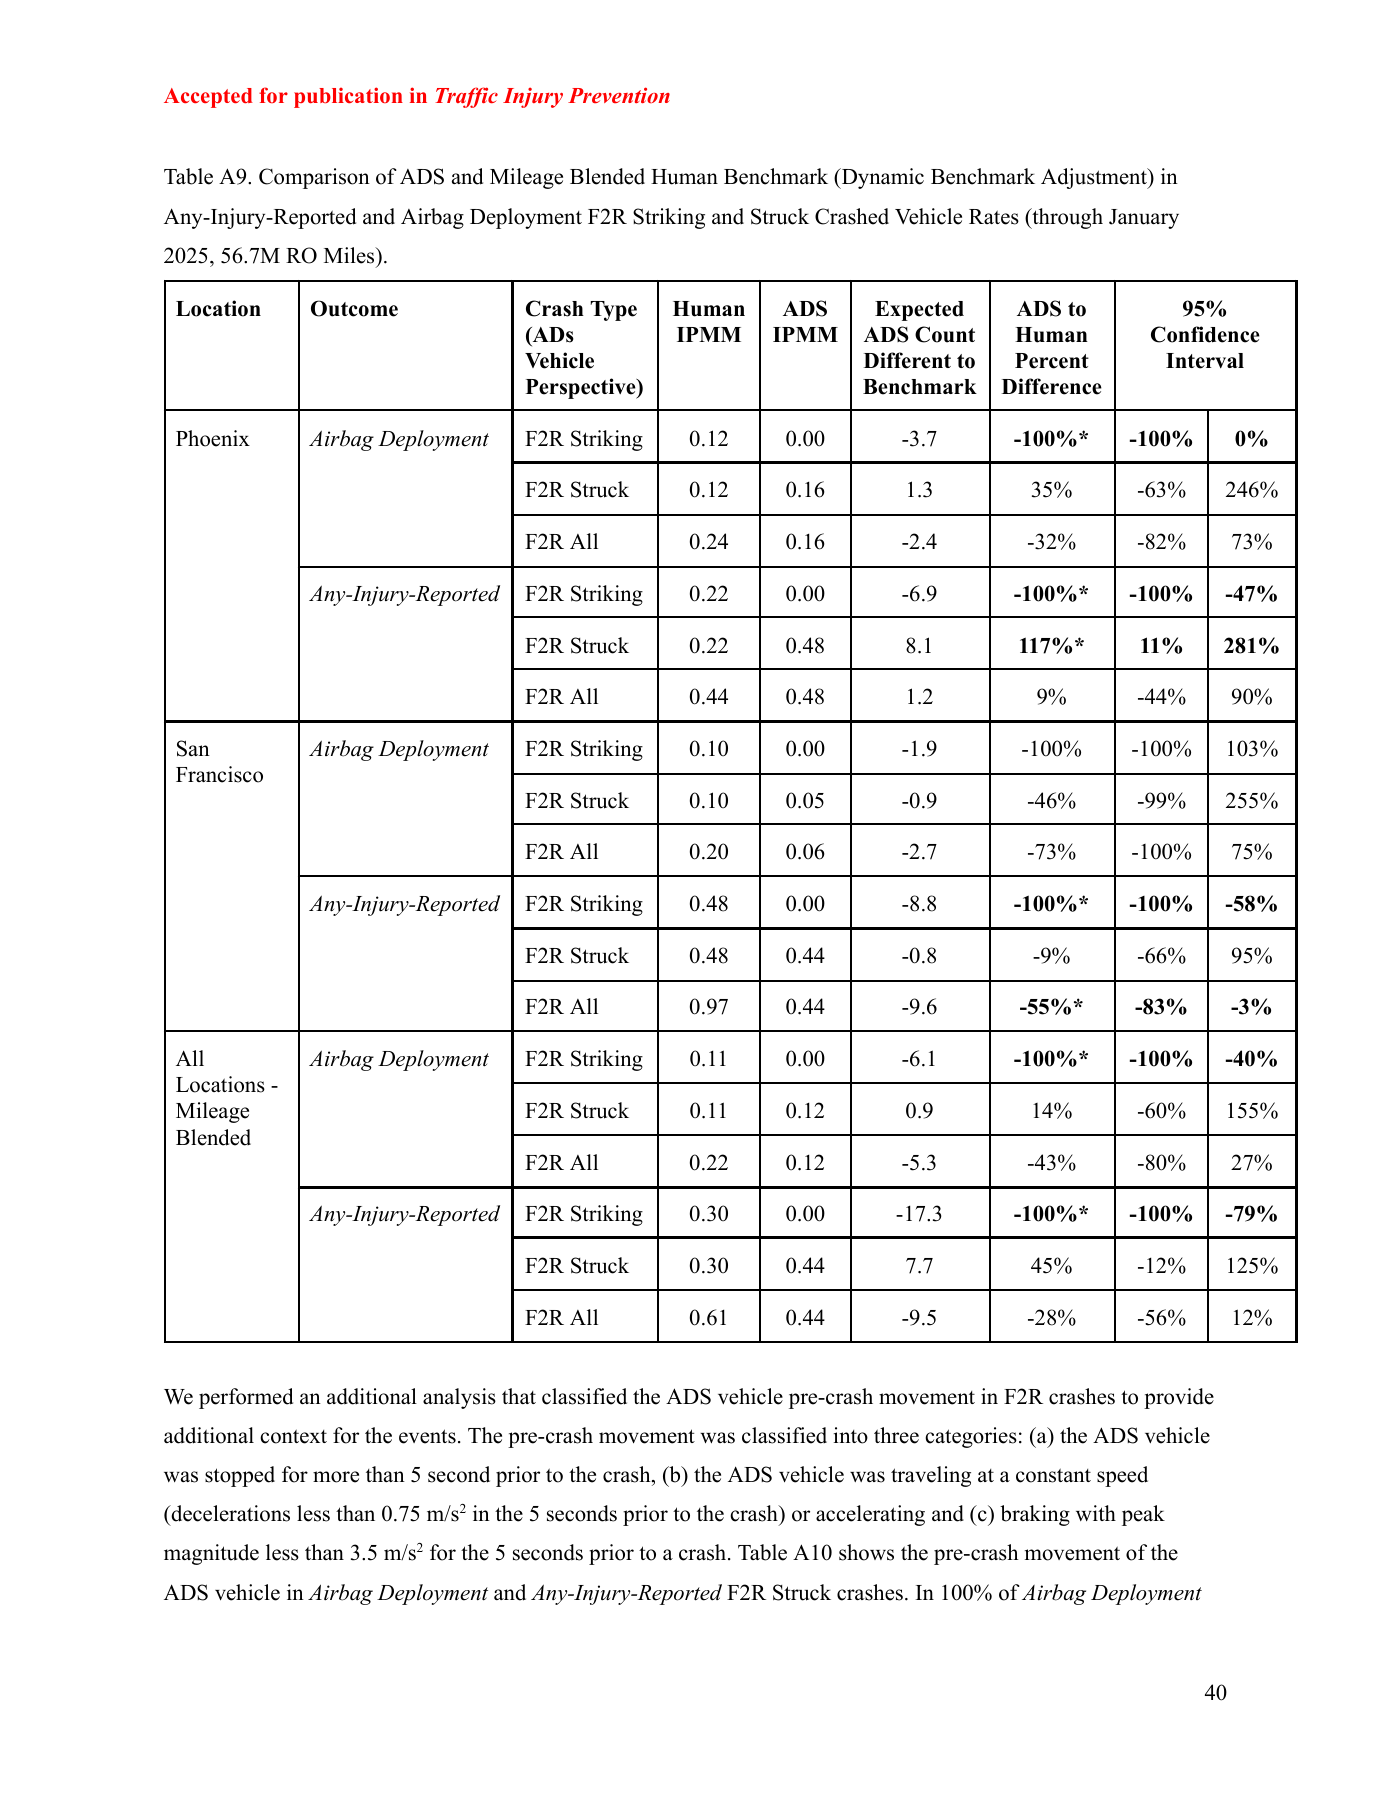 Accepted for publication in Traffic Injury Prevention
Table A9. Comparison of ADS and Mileage Blended Human Benchmark (Dynamic Benchmark Adjustment) in
Any-Injury-Reported and Airbag Deployment F2R Striking and Struck Crashed Vehicle Rates (through January
2025, 56.7M RO Miles).
Location Outcome Crash Type (ADs Vehicle Perspective) Human IPMM ADS IPMM Expected ADS Count Different to Benchmark ADS to Human Percent Difference 95% Confidence Interval
Phoenix Airbag Deployment F2R Striking 0.12 0.00 -3.7 -100%* -100% 0%
F2R Struck 0.12 0.16 1.3 35% -63% 246%
F2R All 0.24 0.16 -2.4 -32% -82% 73%
Any-Injury-Reported F2R Striking 0.22 0.00 -6.9 -100%* -100% -47%
F2R Struck 0.22 0.48 8.1 117%* 11% 281%
F2R All 0.44 0.48 1.2 9% -44% 90%
San Francisco Airbag Deployment F2R Striking 0.10 0.00 -1.9 -100% -100% 103%
F2R Struck 0.10 0.05 -0.9 -46% -99% 255%
F2R All 0.20 0.06 -2.7 -73% -100% 75%
Any-Injury-Reported F2R Striking 0.48 0.00 -8.8 -100%* -100% -58%
F2R Struck 0.48 0.44 -0.8 -9% -66% 95%
F2R All 0.97 0.44 -9.6 -55%* -83% -3%
All Locations - Mileage Blended Airbag Deployment F2R Striking 0.11 0.00 -6.1 -100%* -100% -40%
F2R Struck 0.11 0.12 0.9 14% -60% 155%
F2R All 0.22 0.12 -5.3 -43% -80% 27%
Any-Injury-Reported F2R Striking 0.30 0.00 -17.3 -100%* -100% -79%
F2R Struck 0.30 0.44 7.7 45% -12% 125%
F2R All 0.61 0.44 -9.5 -28% -56% 12%
We performed an additional analysis that classified the ADS vehicle pre-crash movement in F2R crashes to provide
additional context for the events. The pre-crash movement was classified into three categories: (a) the ADS vehicle
was stopped for more than 5 second prior to the crash, (b) the ADS vehicle was traveling at a constant speed
(decelerations less than 0.75 m/s² in the 5 seconds prior to the crash) or accelerating and (c) braking with peak
magnitude less than 3.5 m/s² for the 5 seconds prior to a crash. Table A10 shows the pre-crash movement of the
ADS vehicle in Airbag Deployment and Any-Injury-Reported F2R Struck crashes. In 100% of Airbag Deployment
40